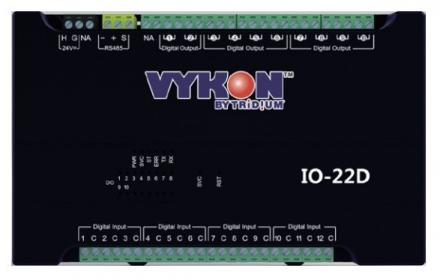 H G NA - + S NA
24V= RS485 Digital Output Digital Output Digital Output
VYKON™
BY TRIDIUM
PWR SVC ST ERR TX RX
1 2 3 4 5 6 7 8
9 10
SVC RST
IO-22D
Digital Input Digital Input Digital Input Digital Input
1 C 2 C 3 C 4 C 5 C 6 C 7 C 8 C 9 C 10 C 11 C 12 C